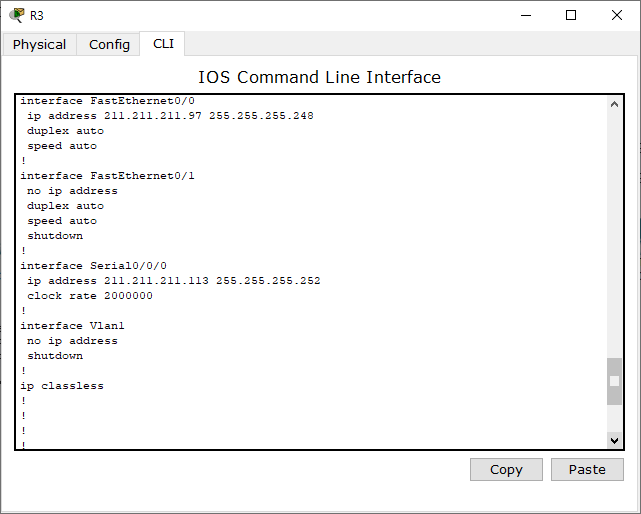 R3
Physical Config CLI
IOS Command Line Interface
interface FastEthernet0/0
 ip address 211.211.211.97 255.255.255.248
 duplex auto
 speed auto
!
interface FastEthernet0/1
 no ip address
 duplex auto
 speed auto
 shutdown
!
interface Serial0/0/0
 ip address 211.211.211.113 255.255.255.252
 clock rate 2000000
!
interface Vlan1
 no ip address
 shutdown
!
ip classless
!
!
!
!
Copy Paste